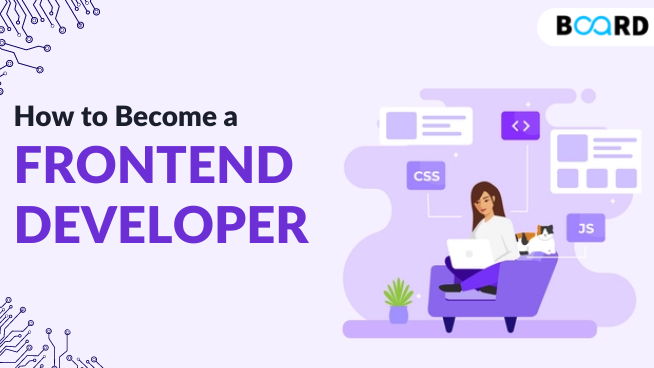 BOARD
How to Become a
FRONTEND
DEVELOPER
< >
CSS
JS